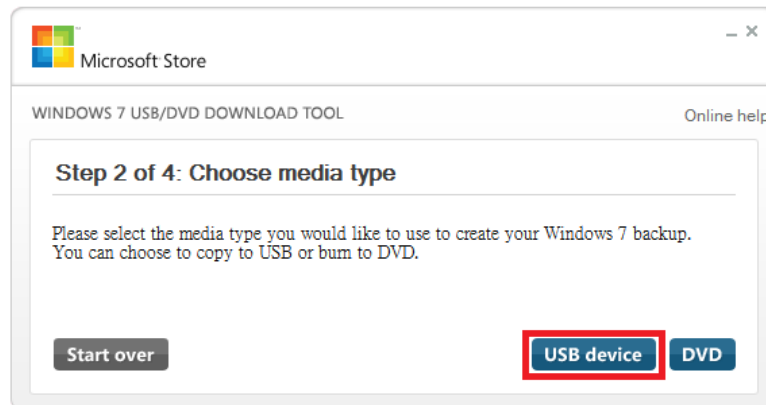 Microsoft Store
WINDOWS 7 USB/DVD DOWNLOAD TOOL
Online help
Step 2 of 4: Choose media type
Please select the media type you would like to use to create your Windows 7 backup.
You can choose to copy to USB or burn to DVD.
Start over
USB device
DVD